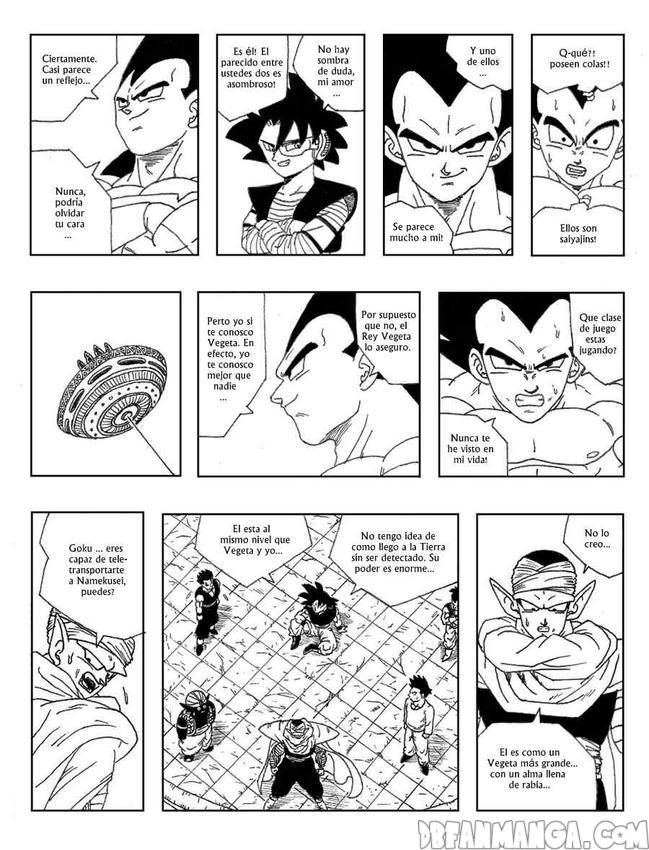 Ciertamente.
Casi parece
un reflejo...
Nunca,
podría
olvidar
tu cara
...
Es él! El
parecido entre
ustedes dos es
asombroso!
No hay
sombra
de duda,
mi amor
...
Y uno
de ellos
...
Se parece
mucho a mi!
Q-qué?!
poseen colas!!
Ellos son
saiyajins!
Perto yo si
te conosco
Vegeta. En
efecto, yo
te conosco
mejor que
nadie
...
Por supuesto
que no, el
Rey Vegeta
lo aseguro.
Que clase
de juego
estas
jugando?
Nunca te
he visto en
mi vida!
Goku ... eres
capaz de tele-
transportarte
a Namekusei,
puedes?
El esta al
mismo nivel que
Vegeta y yo...
No tengo idea de
como llego a la Tierra
sin ser detectado. Su
poder es enorme...
No lo
creo...
El es como un
Vegeta más grande...
con un alma llena
de rabia...
DBFANMANGA.COM